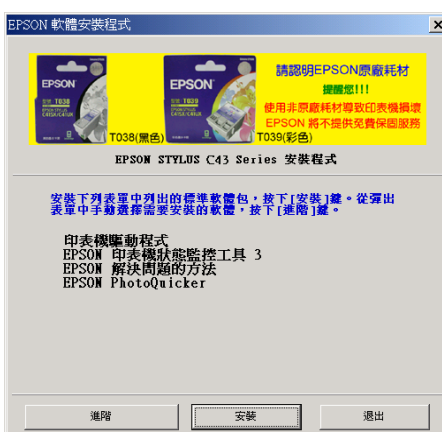 EPSON 軟體安裝程式
EPSON
T038
T038(黑色)
EPSON
T039(彩色)
請認明EPSON原廠耗材
提醒您!!!
使用非原廠耗材導致印表機損壞
EPSON 將不提供免費保固服務
EPSON STYLUS C43 Series 安裝程式
安裝下列表單中列出的標準軟體包，按下[安裝]鍵。從彈出
表單中手動選擇需要安裝的軟體，按下[進階]鍵。
印表機驅動程式
EPSON 印表機狀態監控工具 3
EPSON 解決問題的方法
EPSON PhotoQuicker
進階
安裝
退出